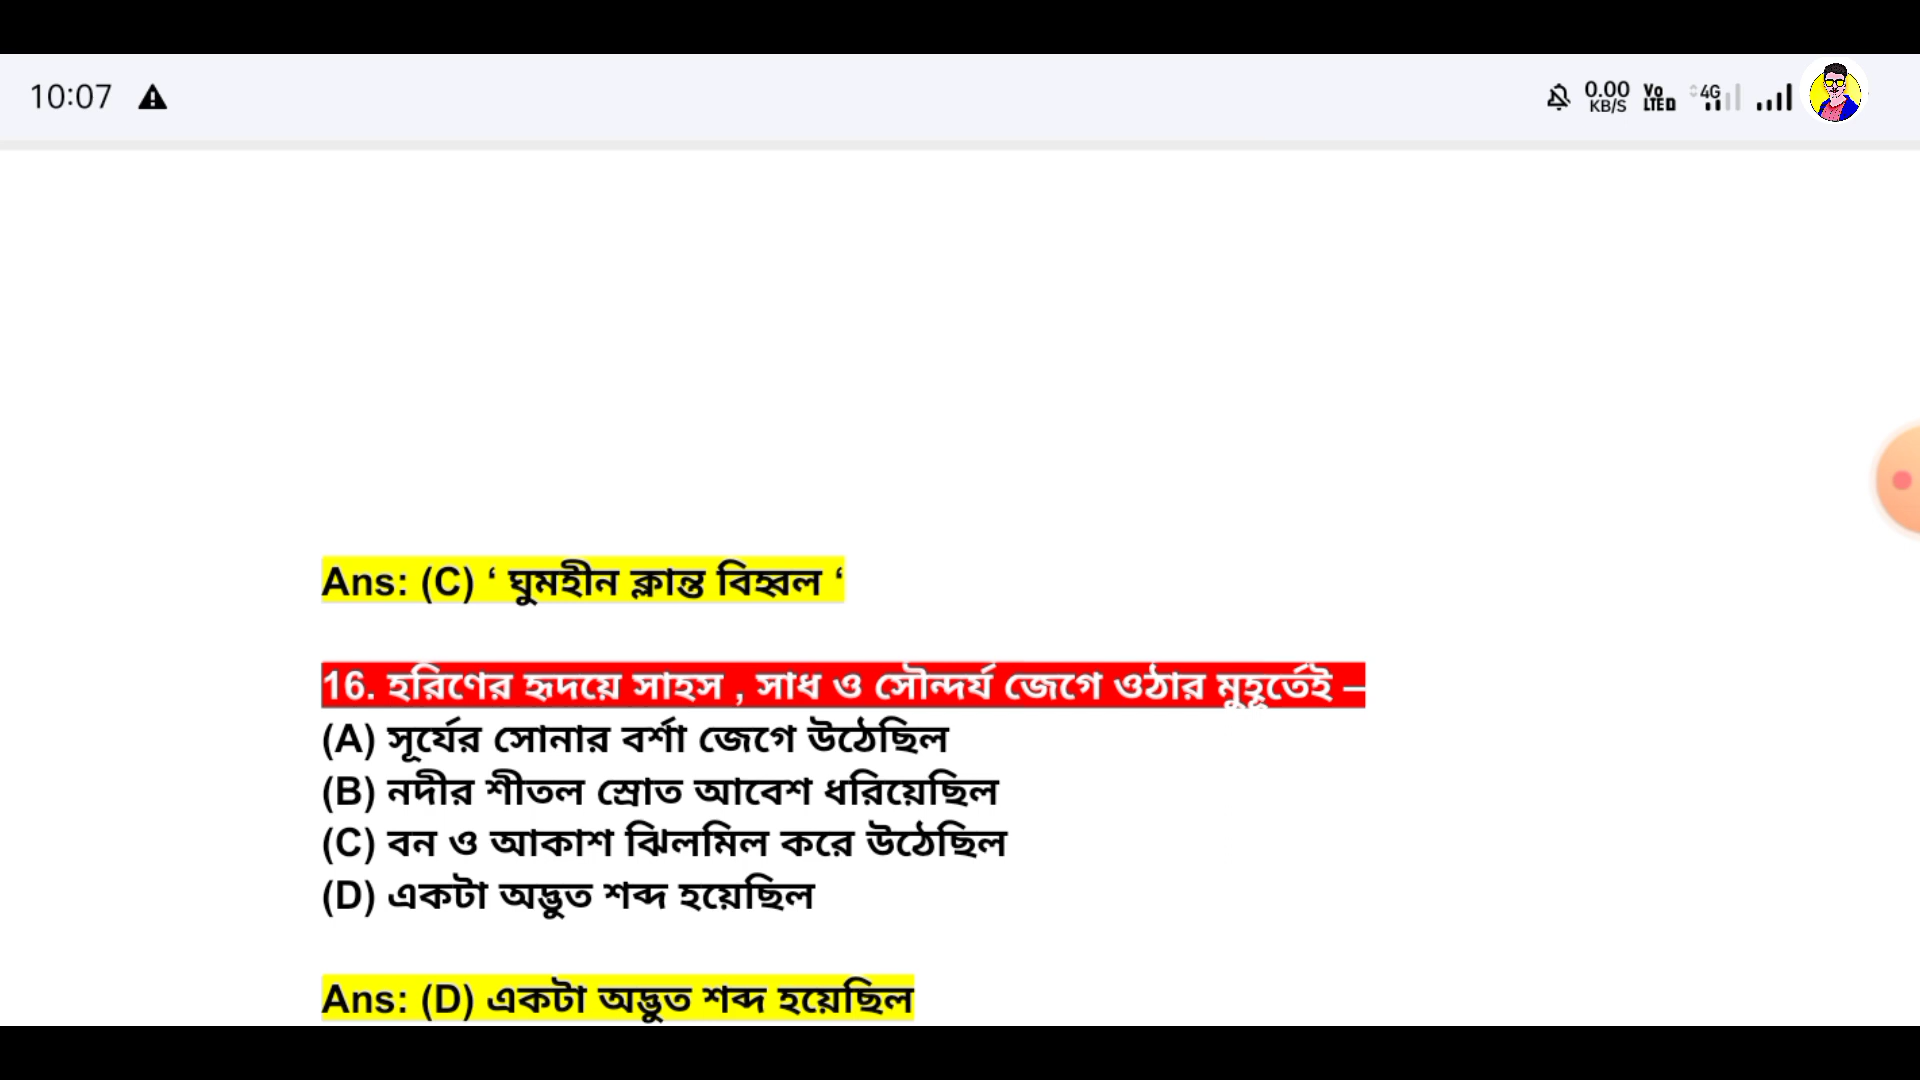 10:07
0.00 KB/S Vo LTE D 4G
Ans: (C) ‘ ঘুমহীন ক্লান্ত বিহ্বল ‘
16. হরিণের হৃদয়ে সাহস , সাধ ও সৌন্দর্য জেগে ওঠার মুহূর্তেই –
(A) সূর্যের সোনার বর্শা জেগে উঠেছিল
(B) নদীর শীতল স্রোত আবেশ ধরিয়েছিল
(C) বন ও আকাশ ঝিলমিল করে উঠেছিল
(D) একটা অদ্ভুত শব্দ হয়েছিল
Ans: (D) একটা অদ্ভুত শব্দ হয়েছিল